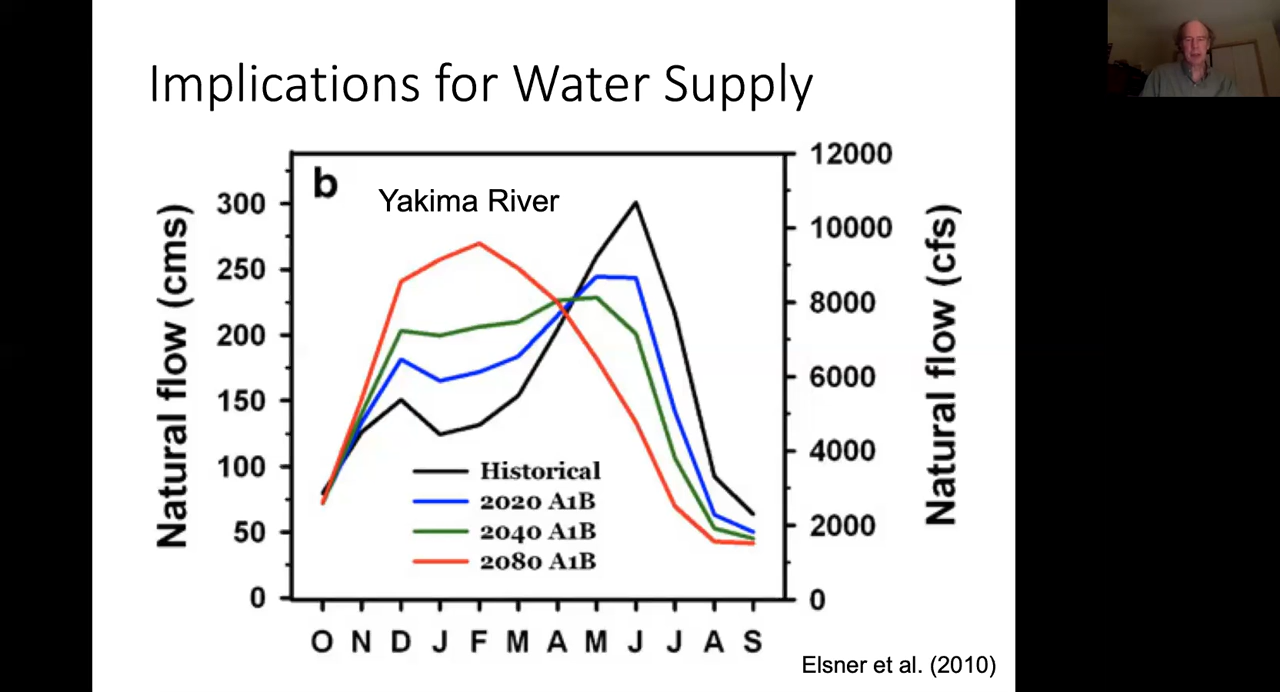 Implications for Water Supply
b
Yakima River
Natural flow (cms)
300
250
200
150
100
50
0
12000
10000
8000
6000
4000
2000
0
Natural flow (cfs)
Historical
2020 A1B
2040 A1B
2080 A1B
O N D J F M A M J J A S
Elsner et al. (2010)